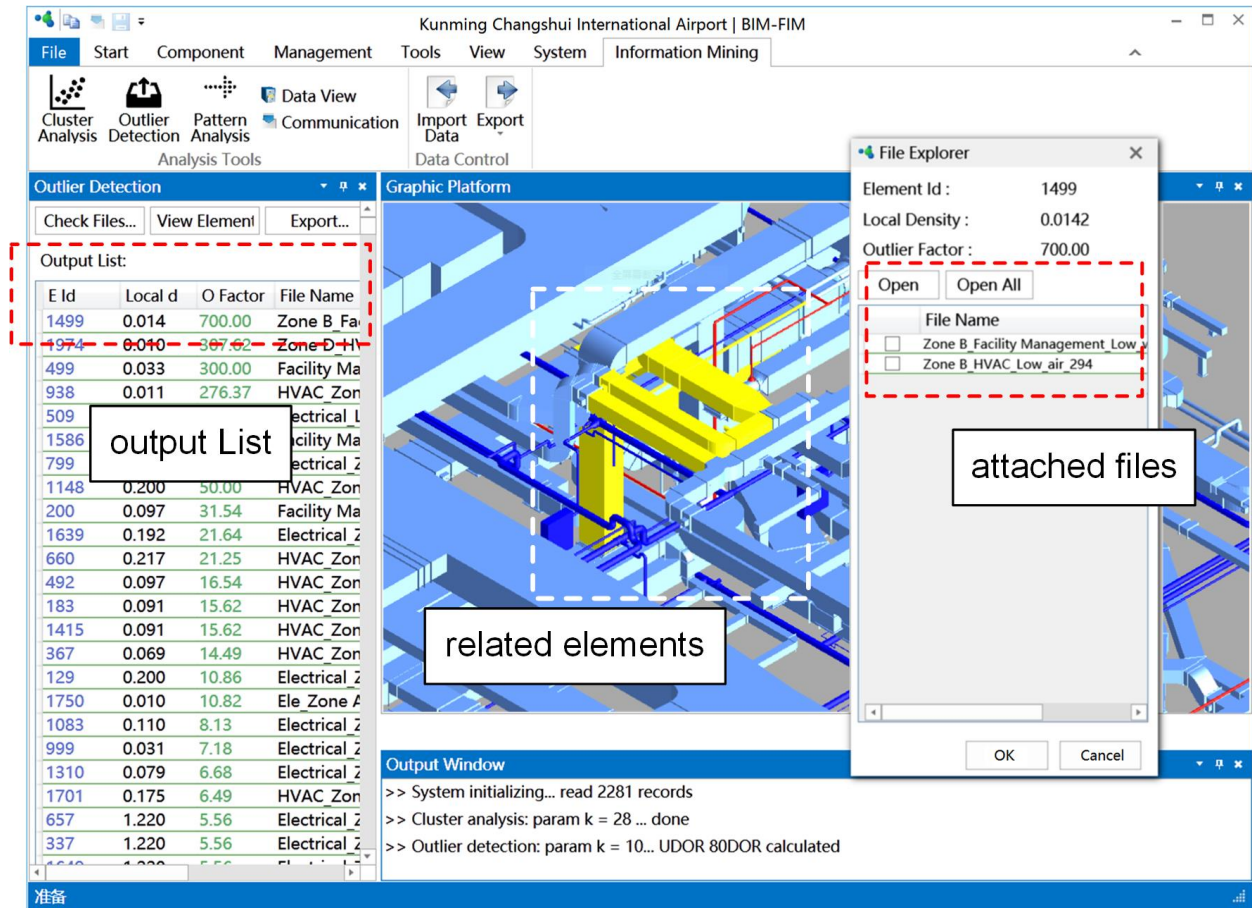 Kunming Changshui International Airport | BIM-FIM
File Start Component Management Tools View System Information Mining
Cluster Analysis
Outlier Detection
Pattern Analysis
Data View
Communication
Import Data
Export
Analysis Tools
Data Control
Outlier Detection
Check Files... View Element Export...
Output List:
E Id Local d O Factor File Name
1499 0.014 700.00 Zone B_Fa
1974 0.010 307.62 Zone D_HV
499 0.033 300.00 Facility Ma
938 0.011 276.37 HVAC_Zon
509 Electrical_L
1586 Facility Ma
799 Electrical_Z
1148 0.200 50.00 HVAC_Zon
200 0.097 31.54 Facility Ma
1639 0.192 21.64 Electrical_Z
660 0.217 21.25 HVAC_Zon
492 0.097 16.54 HVAC_Zon
183 0.091 15.62 HVAC_Zon
1415 0.091 15.62 HVAC_Zon
367 0.069 14.49 HVAC_Zon
129 0.200 10.86 Electrical_Z
1750 0.010 10.82 Ele_Zone A
1083 0.110 8.13 Electrical_Z
999 0.031 7.18 Electrical_Z
1310 0.079 6.68 Electrical_Z
1701 0.175 6.49 HVAC_Zon
657 1.220 5.56 Electrical_Z
337 1.220 5.56 Electrical_Z
output List
Graphic Platform
related elements
File Explorer
Element Id : 1499
Local Density : 0.0142
Outlier Factor : 700.00
Open Open All
File Name
Zone B_Facility Management_Low_v
Zone B_HVAC_Low_air_294
attached files
OK Cancel
Output Window
>> System initializing... read 2281 records
>> Cluster analysis: param k = 28 ... done
>> Outlier detection: param k = 10... UDOR 80DOR calculated
准备